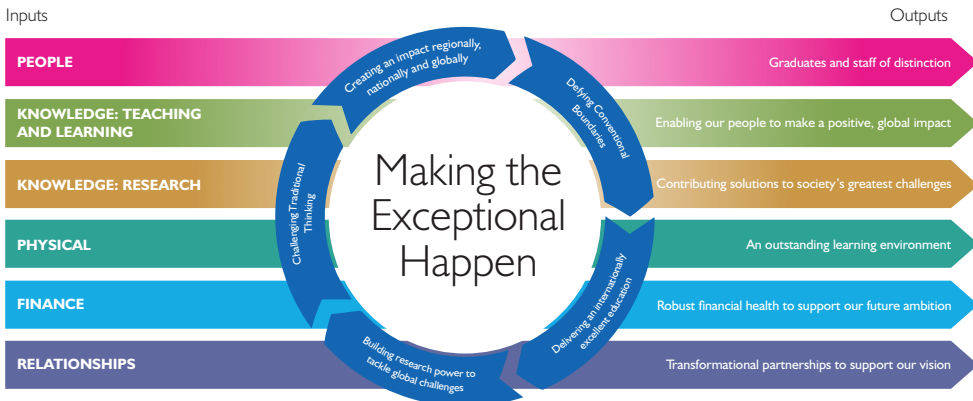 Inputs
Outputs
PEOPLE
Graduates and staff of distinction
KNOWLEDGE: TEACHING
AND LEARNING
Enabling our people to make a positive, global impact
KNOWLEDGE: RESEARCH
Contributing solutions to society's greatest challenges
PHYSICAL
An outstanding learning environment
FINANCE
Robust financial health to support our future ambition
RELATIONSHIPS
Transformational partnerships to support our vision
Creating an impact regionally,
nationally and globally
Defying Conventional
Boundaries
Delivering an internationally
excellent education
Building research power to
tackle global challenges
Challenging Traditional
Thinking
Making the
Exceptional
Happen